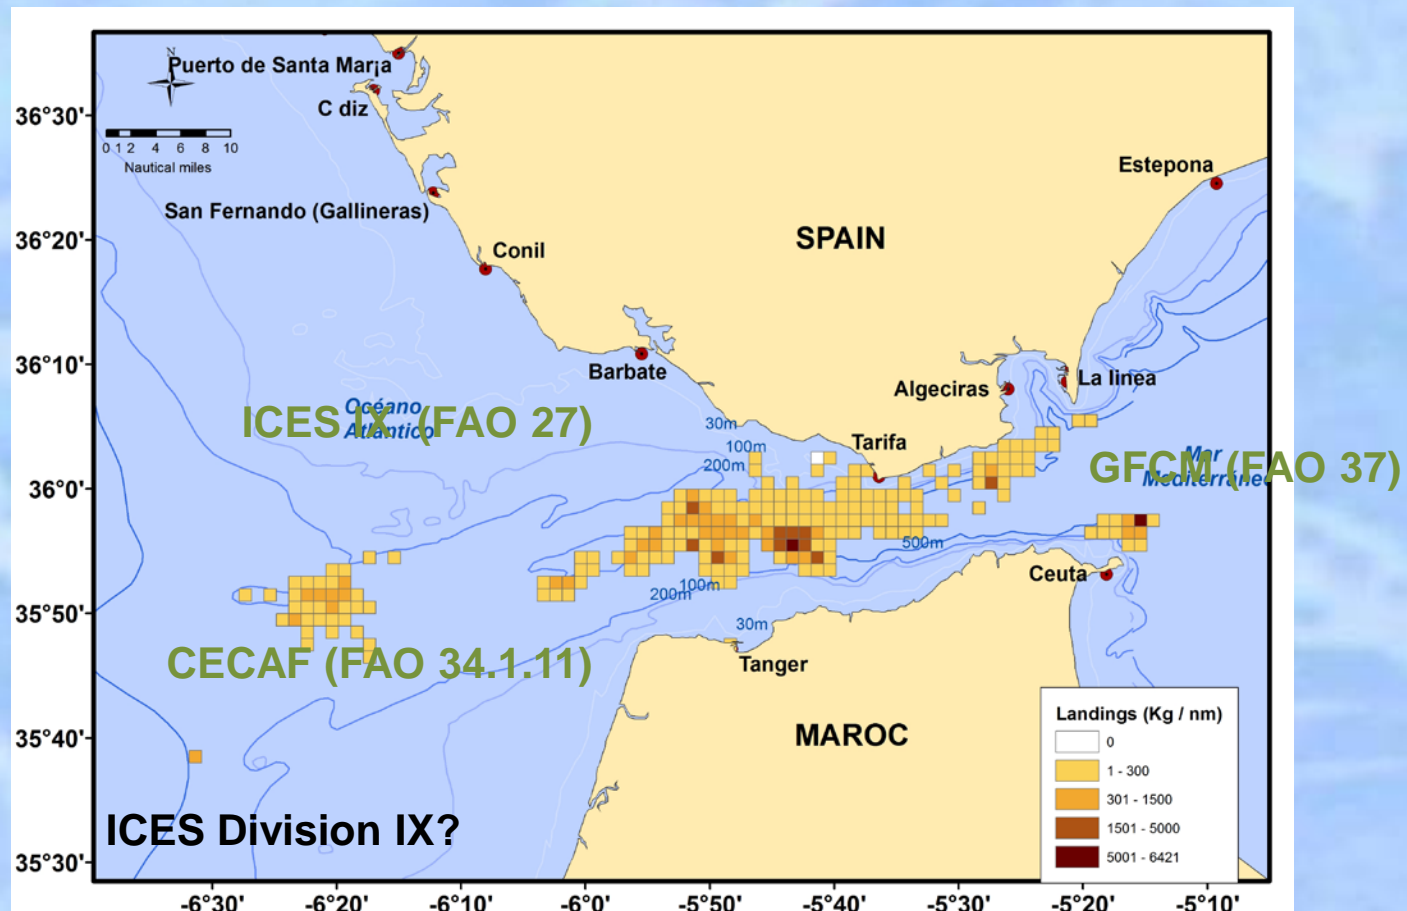 N
Puerto de Santa Mar¡a
C diz
0 1 2 4 6 8 10
Nautical miles
San Fernando (Gallineras)
Conil
Estepona
SPAIN
Barbate
Algeciras
La linea
Océano
Atlántico
ICES IX (FAO 27)
30m
100m
200m
Tarifa
Mar
Mediterráneo
GFCM (FAO 37)
500m
Ceuta
100m
200m
30m
CECAF (FAO 34.1.11)
Tanger
MAROC
ICES Division IX?
Landings (Kg / nm)
0
1 - 300
301 - 1500
1501 - 5000
5001 - 6421
36°30'
36°20'
36°10'
36°0'
35°50'
35°40'
35°30'
-6°30' -6°20' -6°10' -6°0' -5°50' -5°40' -5°30' -5°20' -5°10'